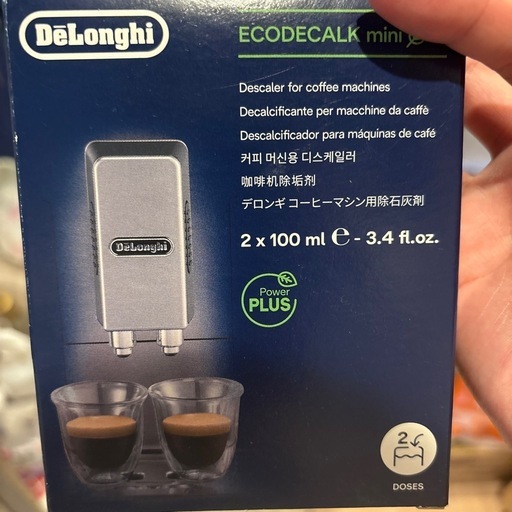 DeLonghi
ECODECALK mini
Descaler for coffee machines
Decalcificante per macchine da caffè
Descalcificador para máquinas de café
커피 머신용 디스케일러
咖啡机除垢剂
デロンギ コーヒーマシン用除石灰剤
2 x 100 ml ℮ - 3.4 fl.oz.
DeLonghi
Power
PLUS
2
DOSES